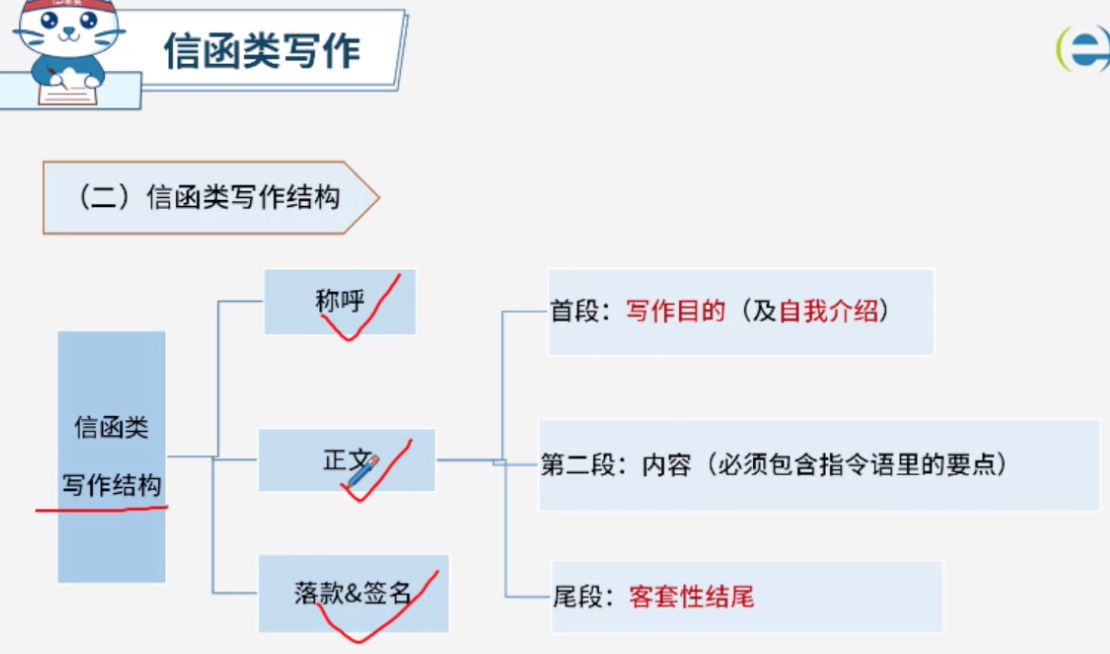 信函类写作
（二）信函类写作结构
称呼
首段：写作目的（及自我介绍）
信函类
写作结构
正文
第二段：内容（必须包含指令语里的要点）
落款&签名
尾段：客套性结尾